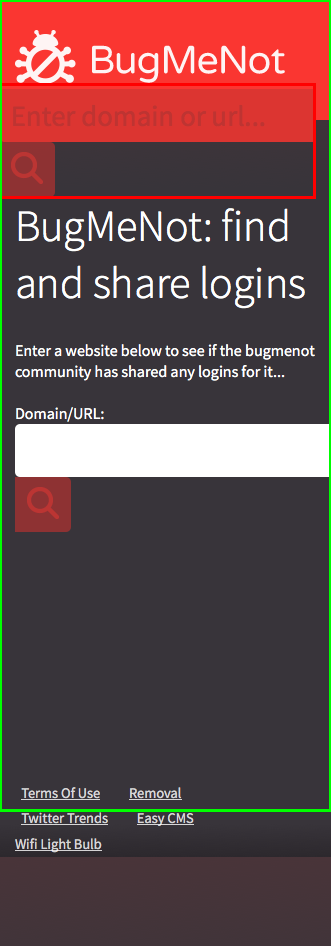 BugMeNot
Enter domain or url...
BugMeNot: find
and share logins
Enter a website below to see if the bugmenot
community has shared any logins for it...
Domain/URL:
Terms Of Use Removal
Twitter Trends Easy CMS
Wifi Light Bulb